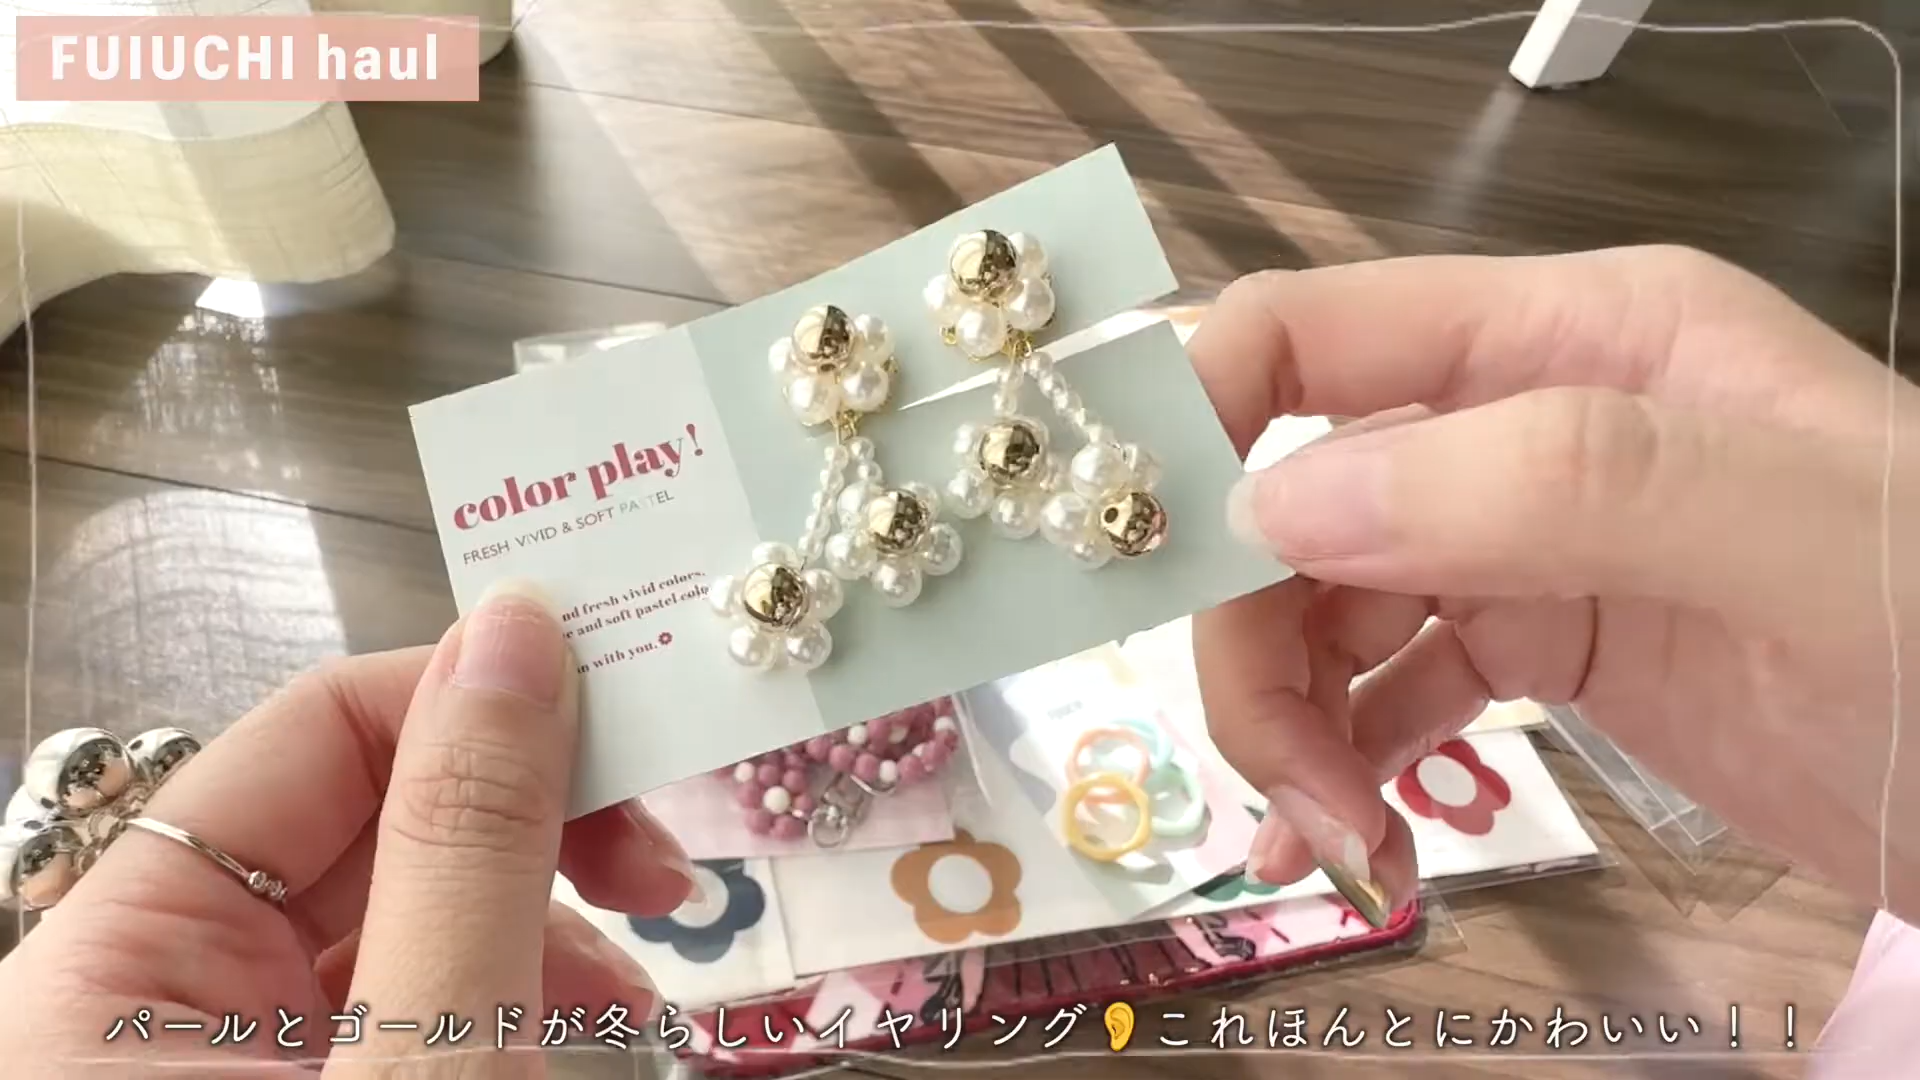 FUIUCHI haul
color play!
FRESH VIVID & SOFT PASTEL
nd fresh vivid colors,
and soft pastel
with you.
パールとゴールドが冬らしいイヤリング👂これほんとにかわいい！！